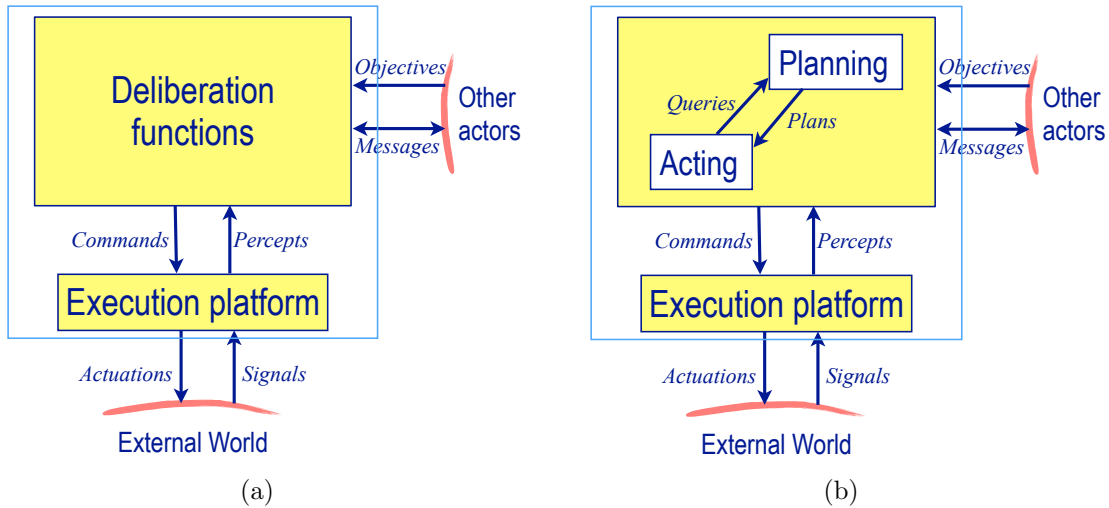 Deliberation
functions
Objectives
Messages
Other
actors
Commands
Percepts
Execution platform
Actuations
Signals
External World
(a)
Planning
Queries
Plans
Acting
Objectives
Messages
Other
actors
Commands
Percepts
Execution platform
Actuations
Signals
External World
(b)